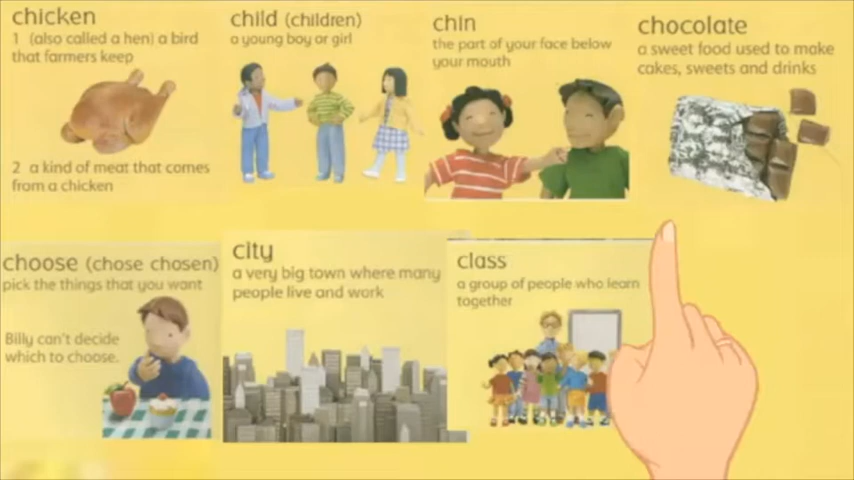 chicken
1 (also called a hen) a bird
that farmers keep
2 a kind of meat that comes
from a chicken
child (children)
a young boy or girl
chin
the part of your face below
your mouth
chocolate
a sweet food used to make
cakes, sweets and drinks
choose (chose chosen)
pick the things that you want
Billy can't decide
which to choose.
city
a very big town where many
people live and work
class
a group of people who learn
together